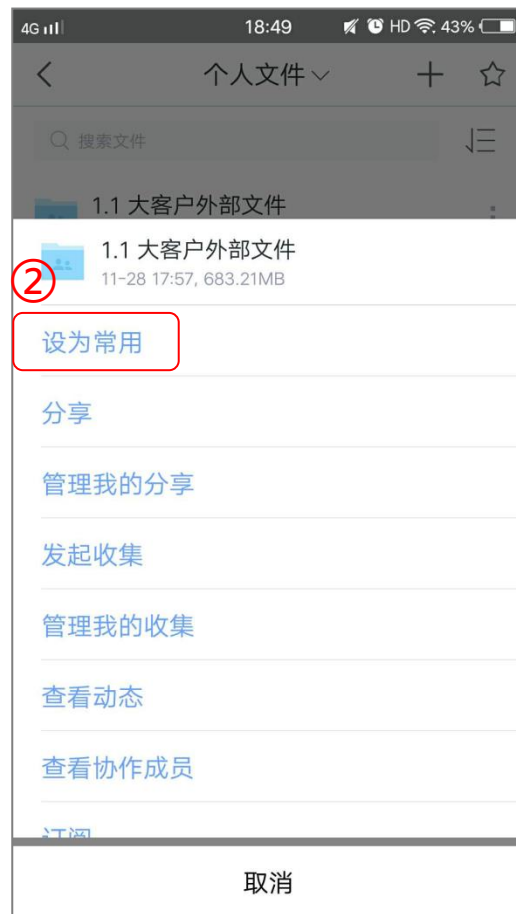 4G 18:49 HD 43%
个人文件
搜索文件
1.1 大客户外部文件
1.1 大客户外部文件
11-28 17:57, 683.21MB
②
设为常用
分享
管理我的分享
发起收集
管理我的收集
查看动态
查看协作成员
订阅
取消